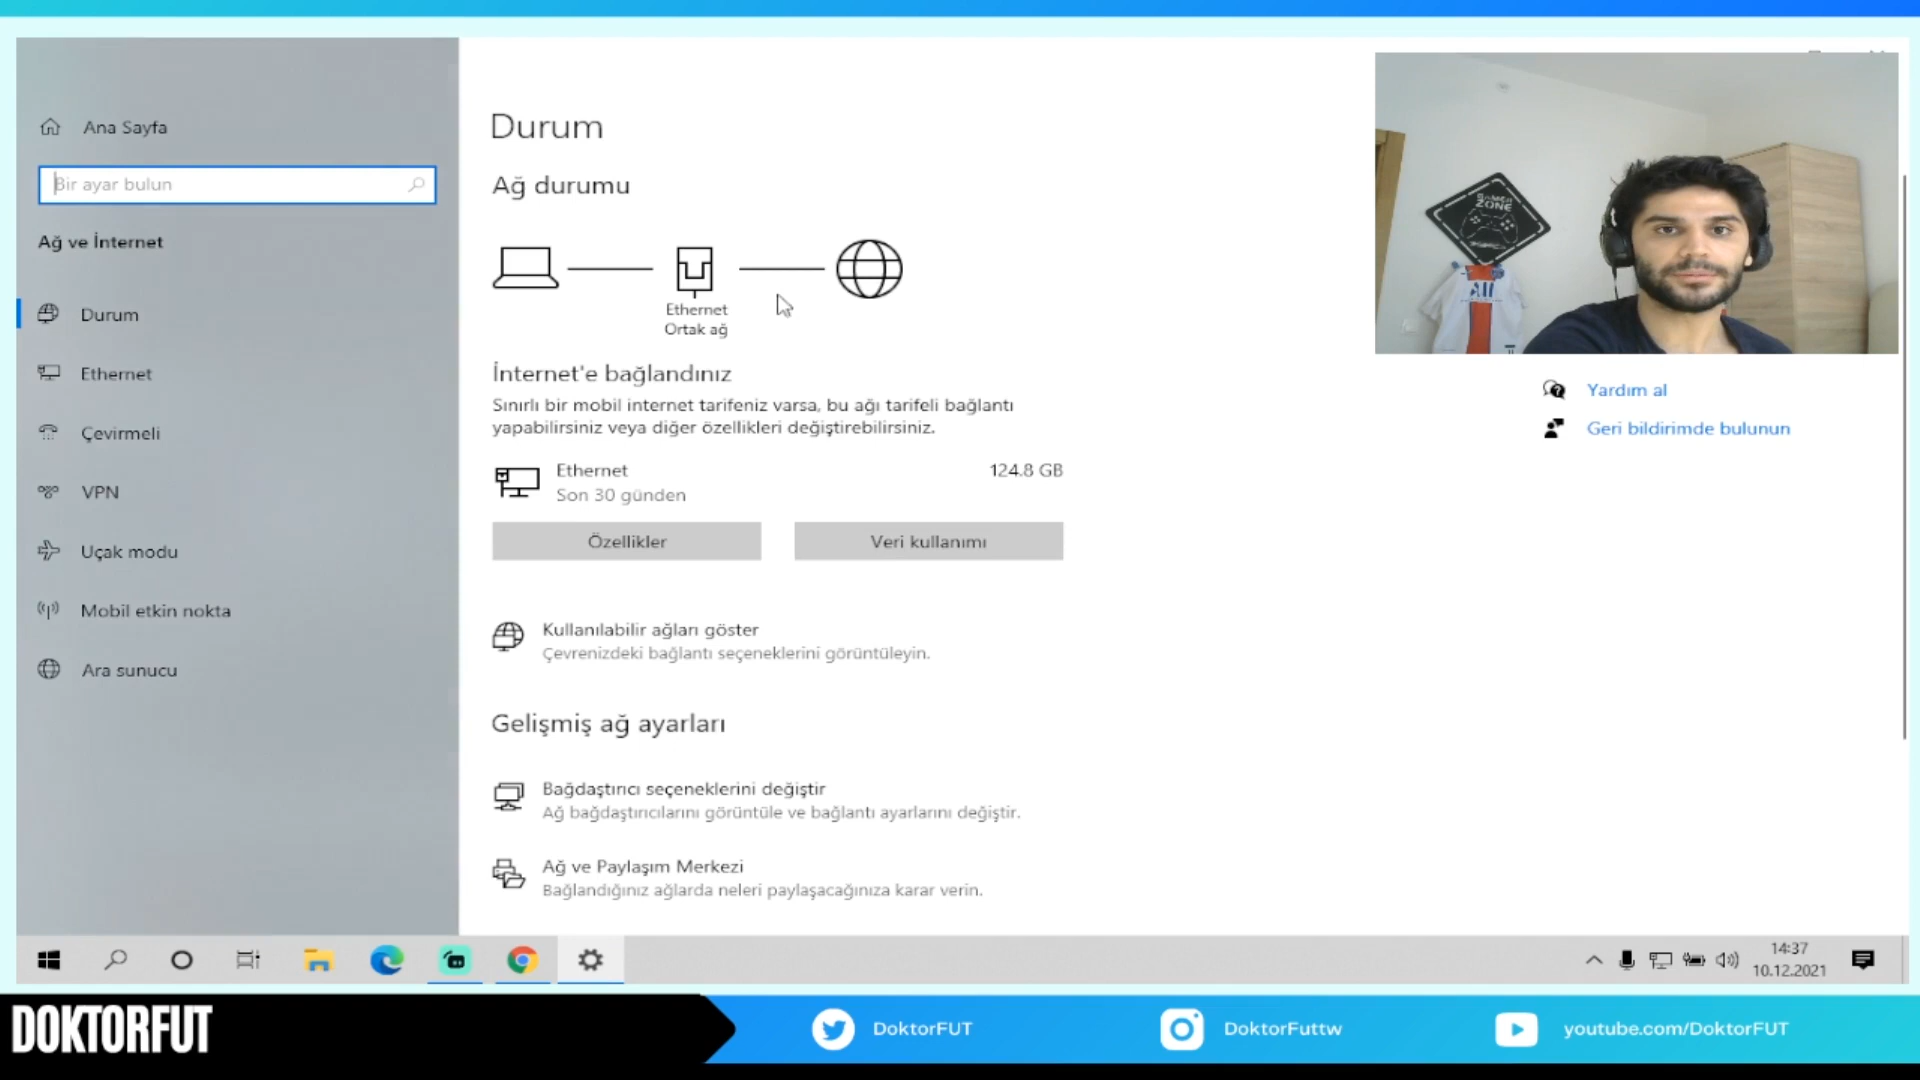 Ana Sayfa
Bir ayar bulun
Ağ ve İnternet
Durum
Ethernet
Çevirmeli
VPN
Uçak modu
Mobil etkin nokta
Ara sunucu
Durum
Ağ durumu
Ethernet
Ortak ağ
İnternet'e bağlandınız
Sınırlı bir mobil internet tarifeniz varsa, bu ağı tarifeli bağlantı
yapabilirsiniz veya diğer özellikleri değiştirebilirsiniz.
Ethernet
124.8 GB
Son 30 günden
Özellikler
Veri kullanımı
Kullanılabilir ağları göster
Çevrenizdeki bağlantı seçeneklerini görüntüleyin.
Gelişmiş ağ ayarları
Bağdaştırıcı seçeneklerini değiştir
Ağ bağdaştırıcılarını görüntüle ve bağlantı ayarlarını değiştir.
Ağ ve Paylaşım Merkezi
Bağlandığınız ağlarda neleri paylaşacağınıza karar verin.
GAMER
ZONE
ALL
Yardım al
Geri bildirimde bulunun
14:37
10.12.2021
DOKTORFUT
DoktorFUT
DoktorFuttw
youtube.com/DoktorFUT